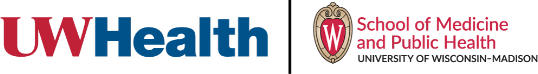 UWHealth
W
School of Medicine
and Public Health
UNIVERSITY OF WISCONSIN–MADISON